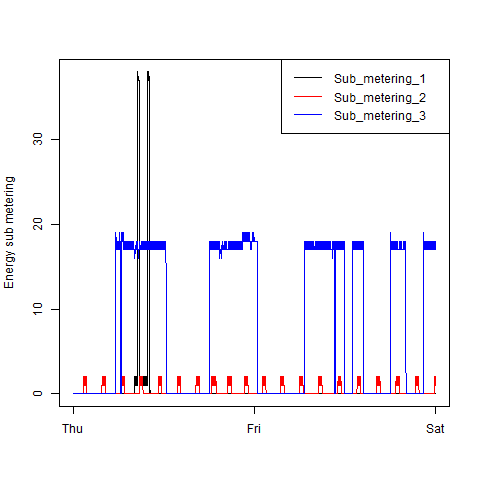 Sub_metering_1
Sub_metering_2
Sub_metering_3
Energy sub metering
30
20
10
0
Thu Fri Sat